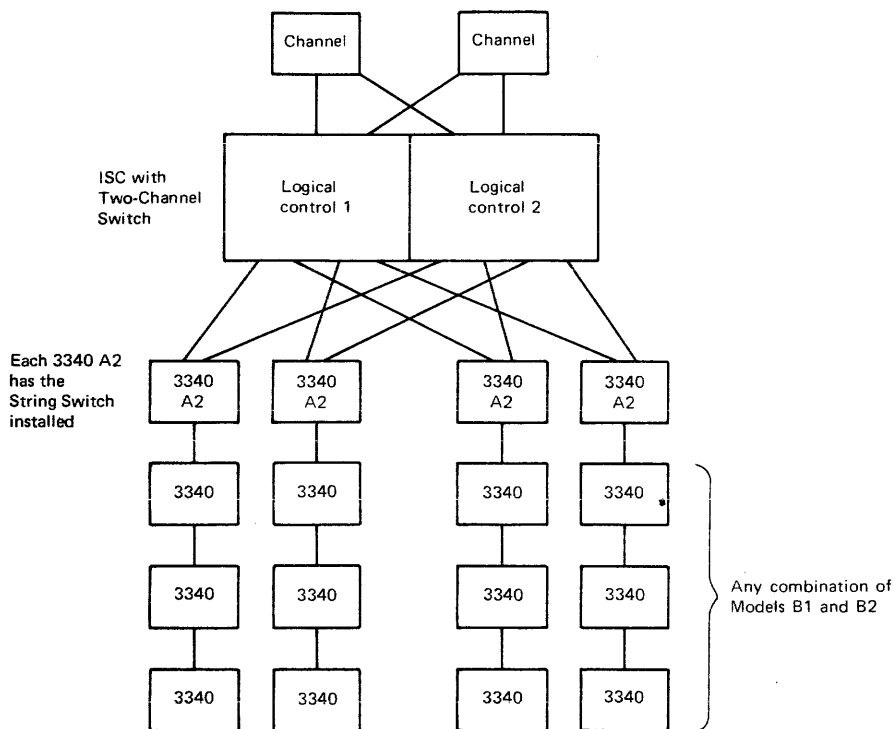 Channel
Channel
ISC with
Two-Channel
Switch
Logical
control 1
Logical
control 2
Each 3340 A2
has the
String Switch
installed
3340
A2
3340
A2
3340
A2
3340
A2
3340
3340
3340
3340
3340
3340
3340
3340
Any combination of
Models B1 and B2
3340
3340
3340
3340